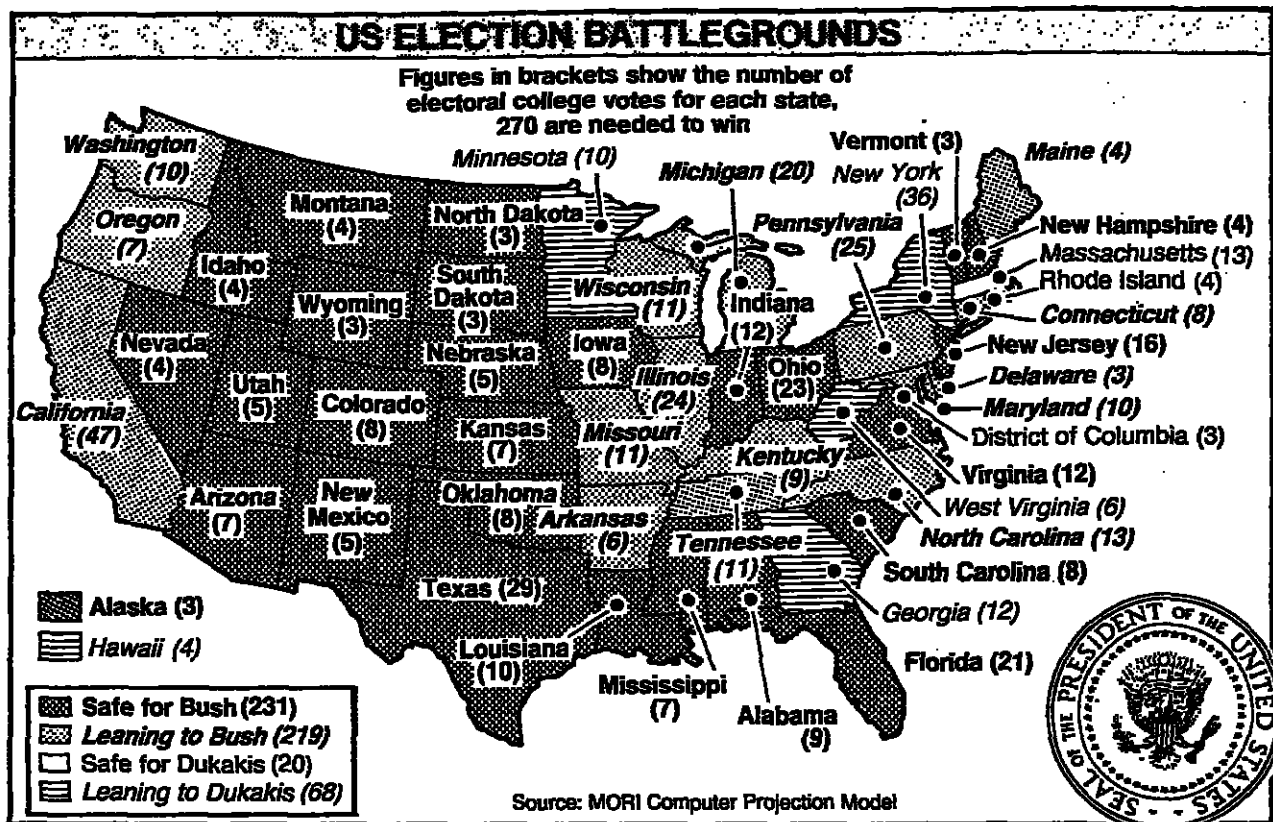 US ELECTION BATTLEGROUNDS
Figures in brackets show the number of
electoral college votes for each state,
270 are needed to win
Washington
(10)
Oregon
(7)
California
(47)
Montana
(4)
Idaho
(4)
Wyoming
(3)
Nevada
(4)
Utah
(5)
Colorado
(8)
Arizona
(7)
New
Mexico
(5)
North Dakota
(3)
South
Dakota
(3)
Nebraska
(5)
Kansas
(7)
Oklahoma
(8)
Texas (29)
Minnesota (10)
Wisconsin
(11)
Iowa
(8)
Illinois
(24)
Missouri
(11)
Arkansas
(6)
Louisiana
(10)
Michigan (20)
Indiana
(12)
Ohio
(23)
Kentucky
(9)
Tennessee
(11)
Mississippi
(7)
Alabama
(9)
Pennsylvania
(25)
Vermont (3)
New York
(36)
Maine (4)
New Hampshire (4)
Massachusetts (13)
Rhode Island (4)
Connecticut (8)
New Jersey (16)
Delaware (3)
Maryland (10)
District of Columbia (3)
Virginia (12)
West Virginia (6)
North Carolina (13)
South Carolina (8)
Georgia (12)
Florida (21)
Alaska (3)
Hawaii (4)
Safe for Bush (231)
Leaning to Bush (219)
Safe for Dukakis (20)
Leaning to Dukakis (68)
Source: MORI Computer Projection Model
SEAL OF THE PRESIDENT OF THE UNITED STATES